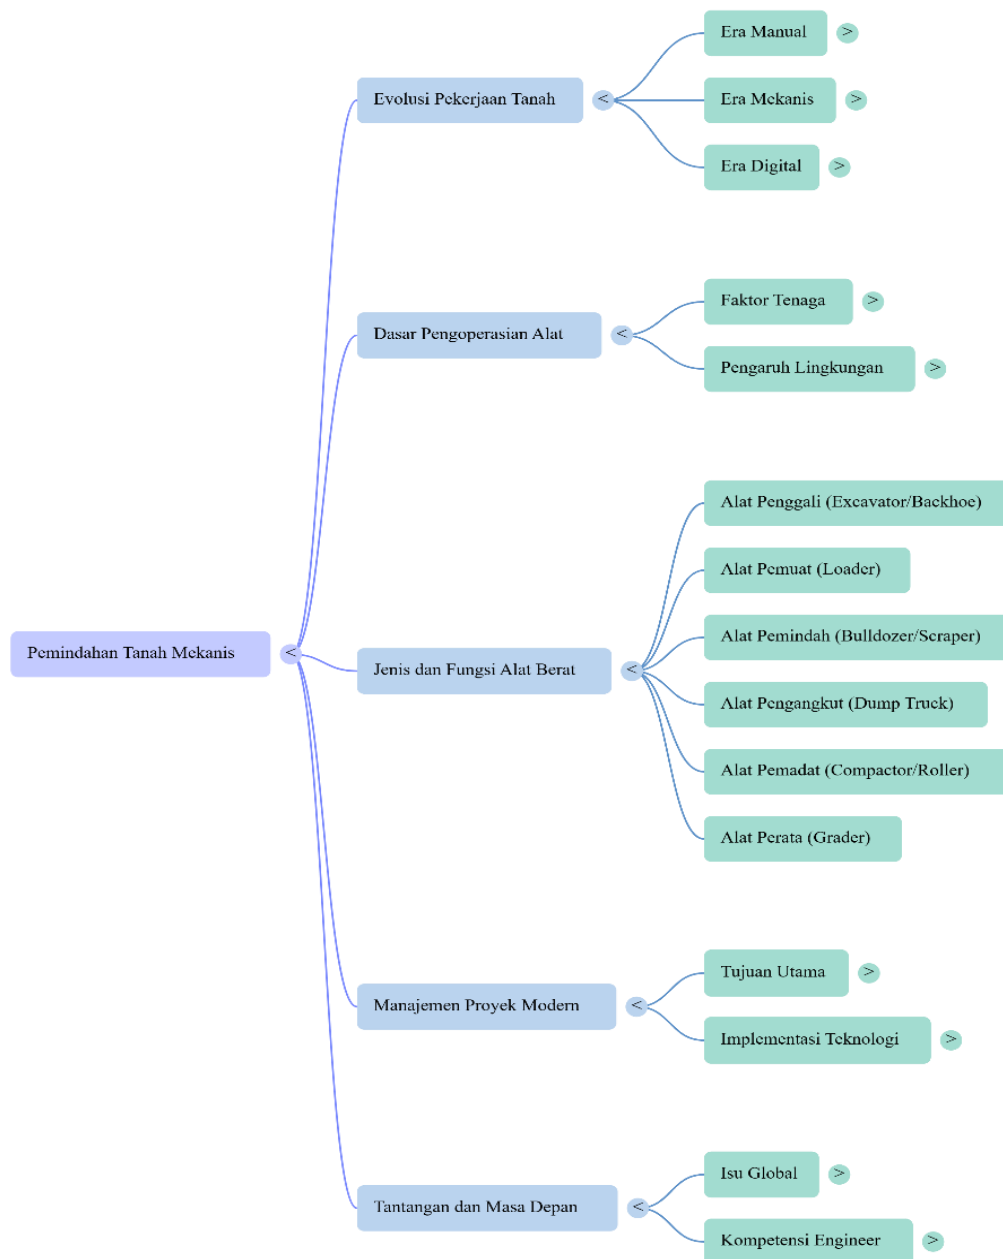 Pemindahan Tanah Mekanis
<
Evolusi Pekerjaan Tanah
<
Era Manual
>
Era Mekanis
>
Era Digital
>
Dasar Pengoperasian Alat
<
Faktor Tenaga
>
Pengaruh Lingkungan
>
Jenis dan Fungsi Alat Berat
<
Alat Penggali (Excavator/Backhoe)
Alat Pemuat (Loader)
Alat Pemindah (Bulldozer/Scraper)
Alat Pengangkut (Dump Truck)
Alat Pemadat (Compactor/Roller)
Alat Perata (Grader)
Manajemen Proyek Modern
<
Tujuan Utama
>
Implementasi Teknologi
>
Tantangan dan Masa Depan
<
Isu Global
>
Kompetensi Engineer
>